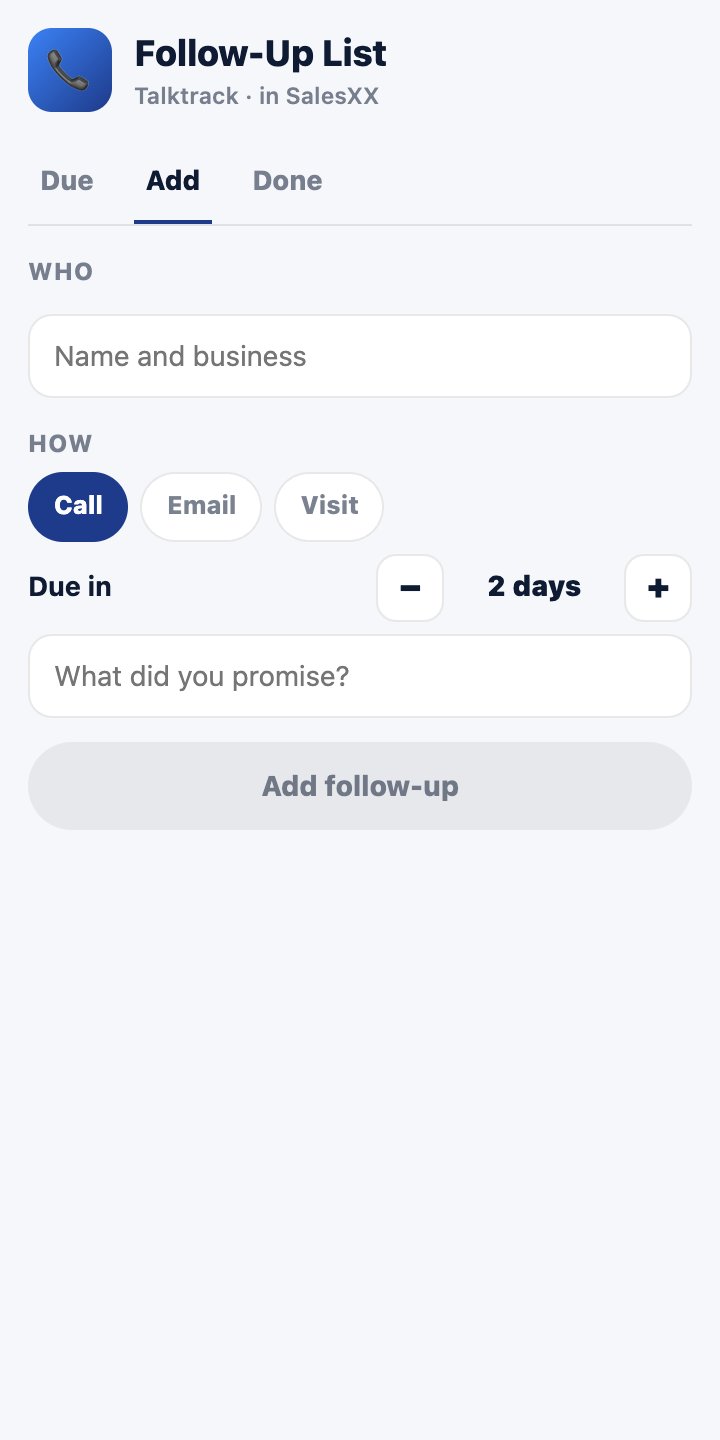 Follow-Up List
Talktrack · in SalesXX
Due Add Done
WHO
Name and business
HOW
Call Email Visit
Due in − 2 days +
What did you promise?
Add follow-up